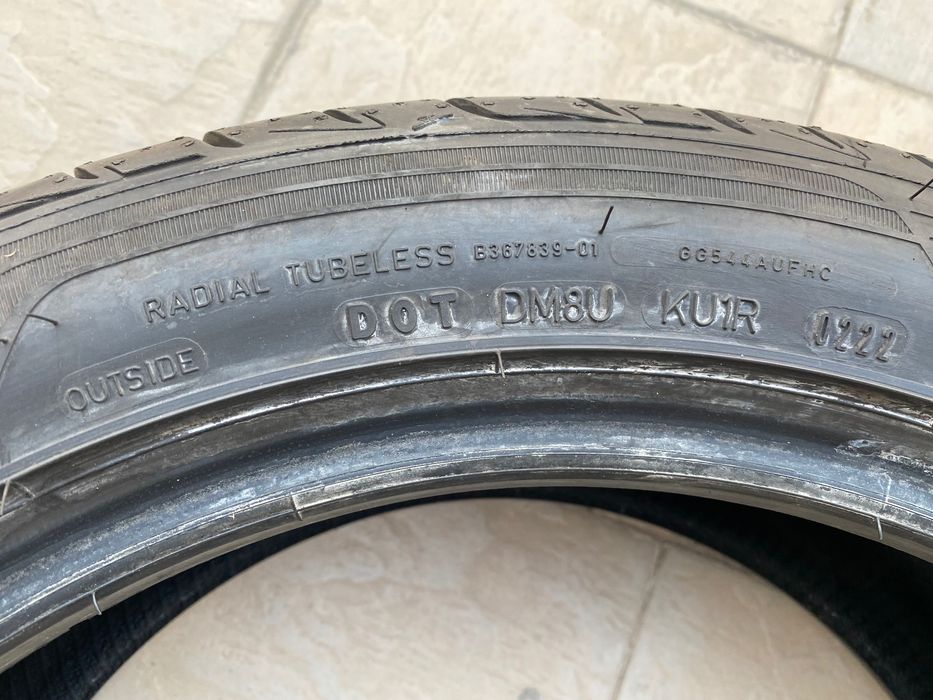 RADIAL TUBELESS B367839-01 GG544AUFHC
OUTSIDE DOT DM8U KU1R 0222